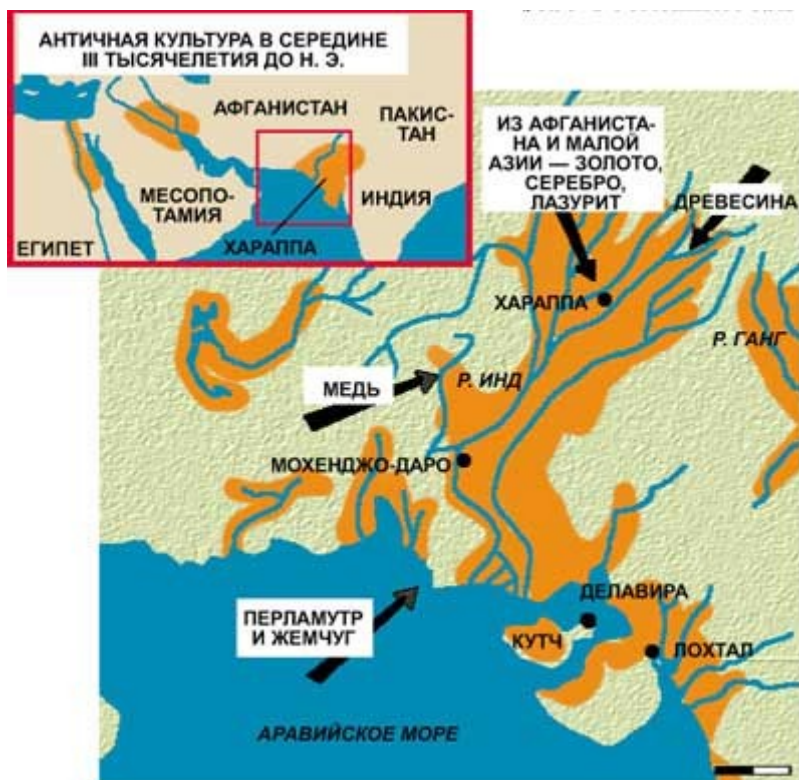 АНТИЧНАЯ КУЛЬТУРА В СЕРЕДИНЕ
III ТЫСЯЧЕЛЕТИЯ ДО Н. Э.
АФГАНИСТАН
ПАКИС-
ТАН
МЕСОПО-
ТАМИЯ
ИНДИЯ
ЕГИПЕТ
ХАРАППА
ИЗ АФГАНИСТА-
НА И МАЛОЙ
АЗИИ — ЗОЛОТО,
СЕРЕБРО,
ЛАЗУРИТ
ДРЕВЕСИНА
ХАРАППА
Р. ГАНГ
Р. ИНД
МЕДЬ
МОХЕНДЖО-ДАРО
ДЕЛАВИРА
ПЕРЛАМУТР
И ЖЕМЧУГ
КУТЧ
ЛОХТАЛ
АРАВИЙСКОЕ МОРЕ